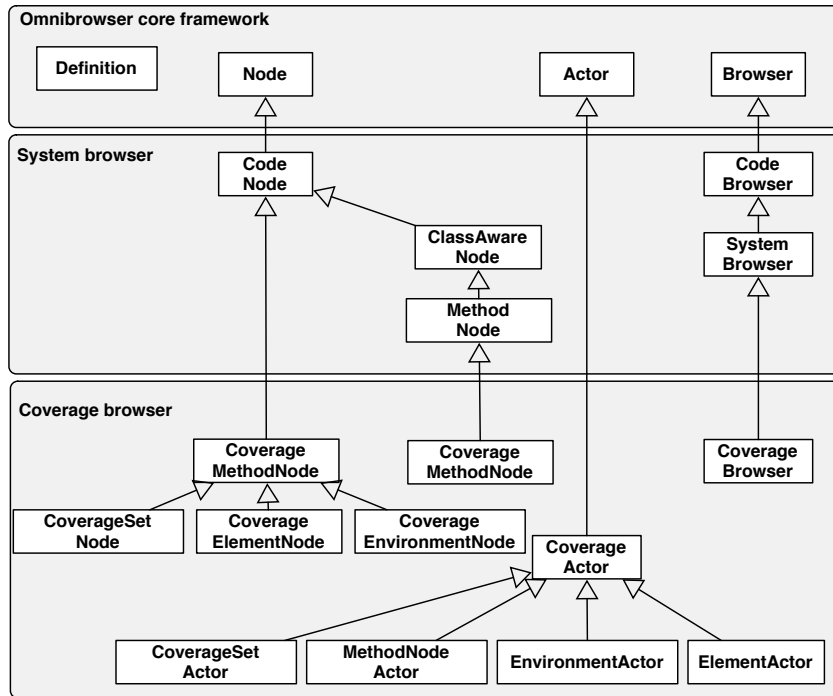 Omnibrowser core framework
Definition
Node
Actor
Browser
System browser
Code
Node
Code
Browser
ClassAware
Node
System
Browser
Method
Node
Coverage browser
Coverage
MethodNode
Coverage
MethodNode
Coverage
Browser
CoverageSet
Node
Coverage
ElementNode
Coverage
EnvironmentNode
Coverage
Actor
CoverageSet
Actor
MethodNode
Actor
EnvironmentActor
ElementActor